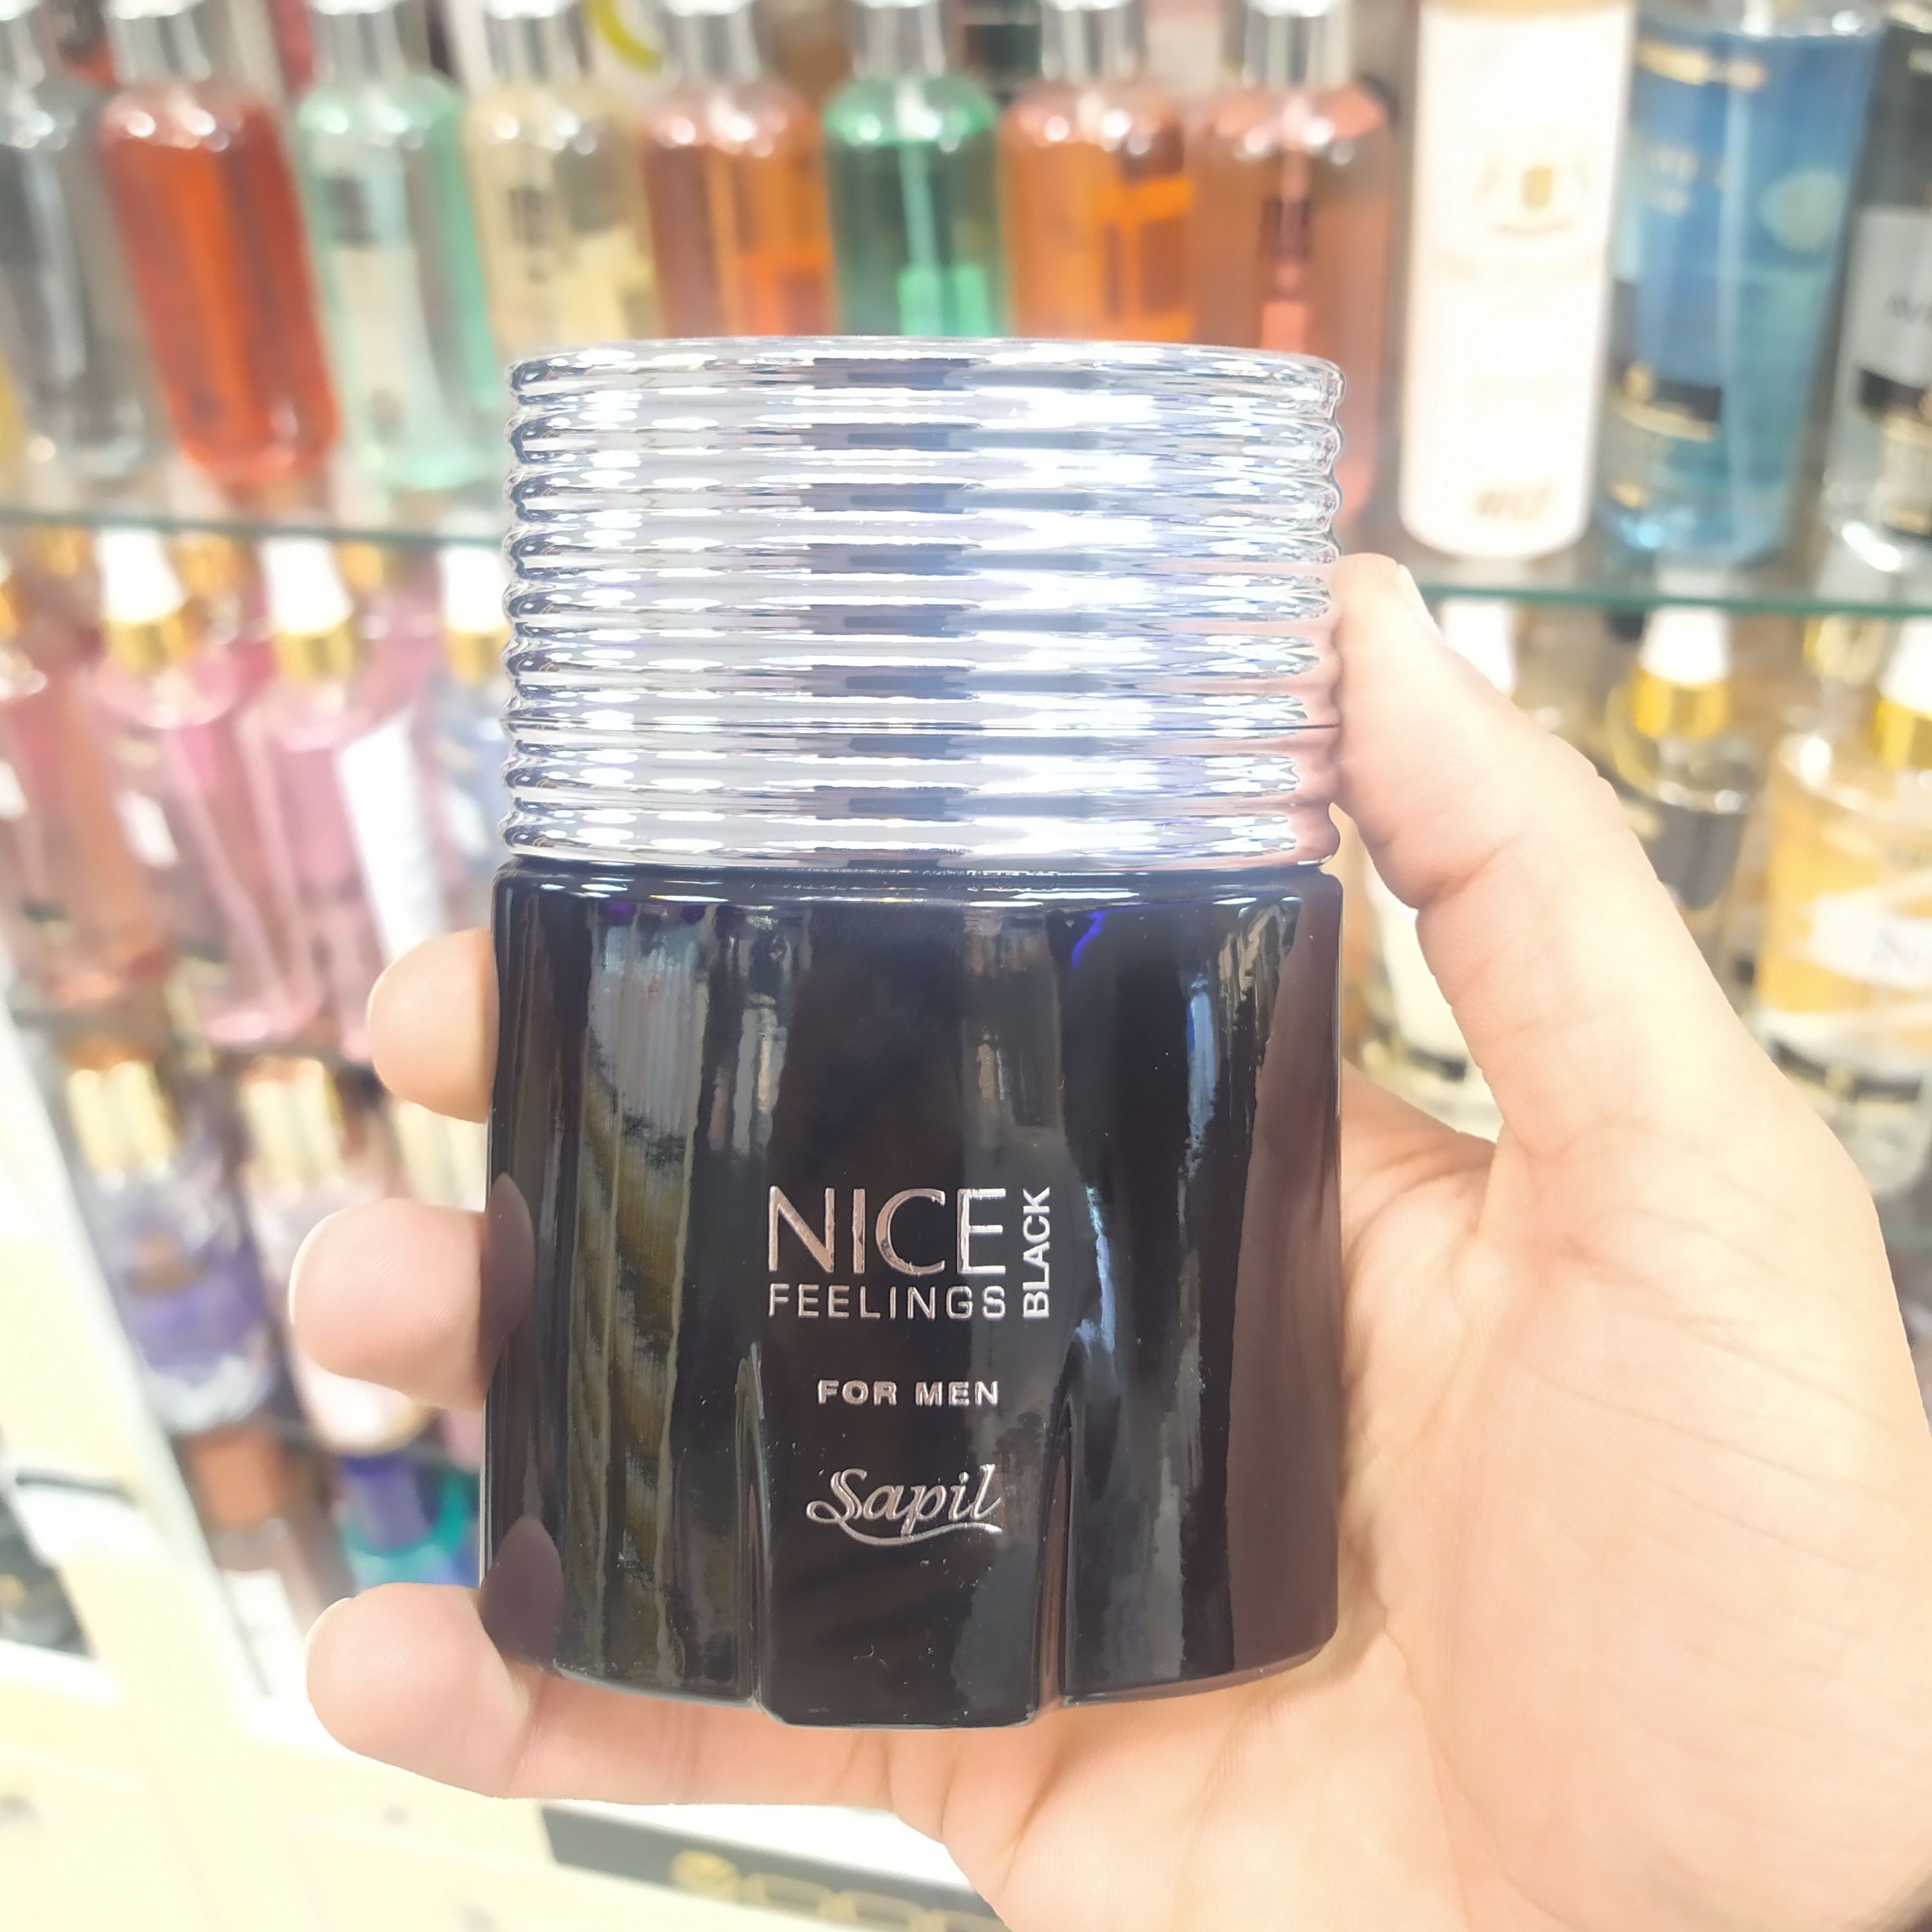 NICE
FEELINGS
BLACK
FOR MEN
Sapil